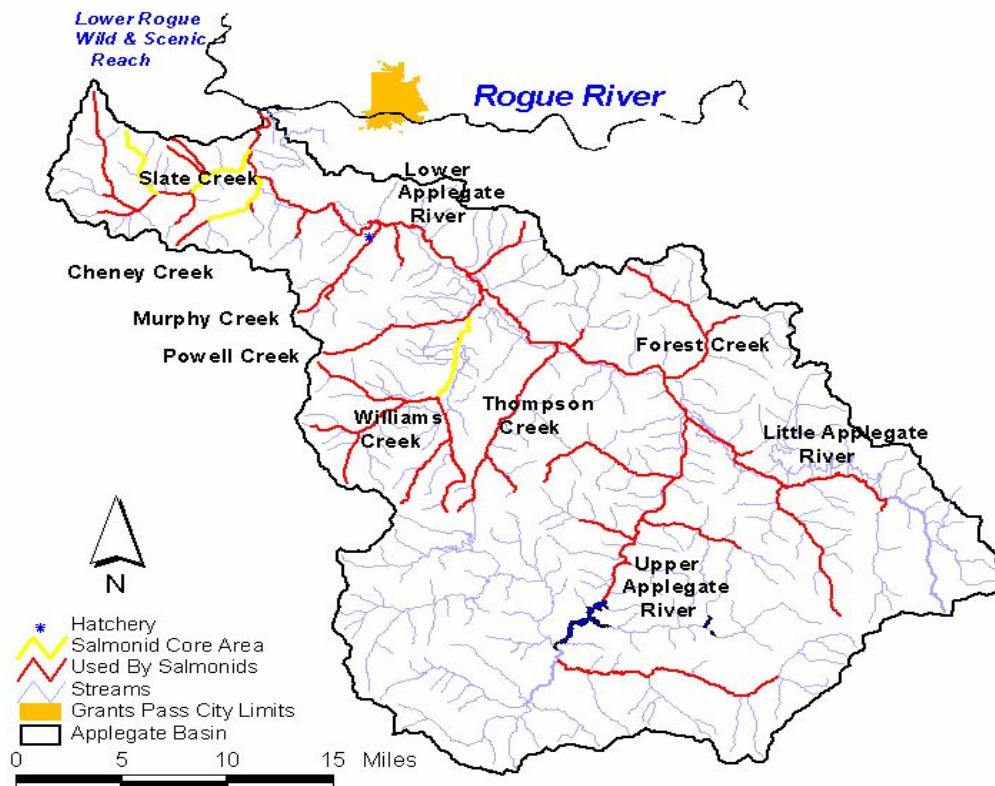 Lower Rogue
Wild & Scenic
Reach
Rogue River
Lower
Applegate
River
Slate Creek
Cheney Creek
Murphy Creek
Powell Creek
Forest Creek
Williams
Creek
Thompson
Creek
Little Applegate
River
Upper
Applegate
River
N
Hatchery
Salmonid Core Area
Used By Salmonids
Streams
Grants Pass City Limits
Applegate Basin
0 5 10 15 Miles